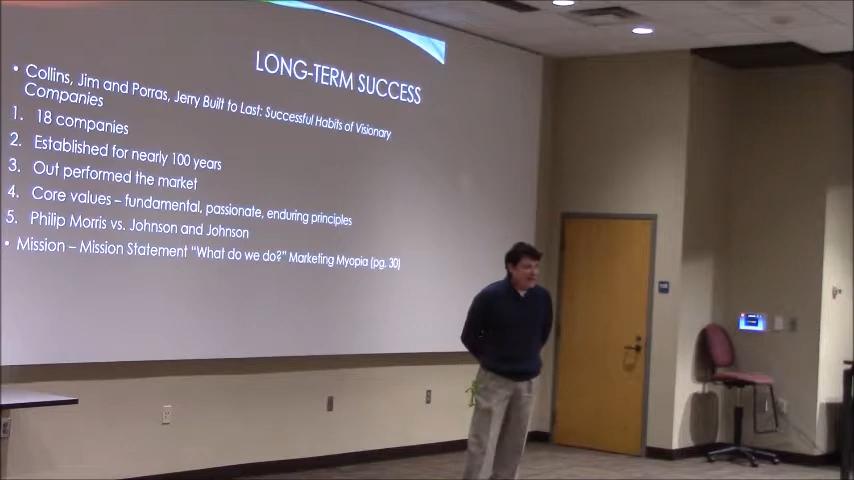 LONG-TERM SUCCESS
• Collins, Jim and Porras, Jerry Built to Last: Successful Habits of Visionary
Companies
1. 18 companies
2. Established for nearly 100 years
3. Out performed the market
4. Core values – fundamental, passionate, enduring principles
5. Philip Morris vs. Johnson and Johnson
• Mission – Mission Statement “What do we do?” Marketing Myopia (pg. 30)